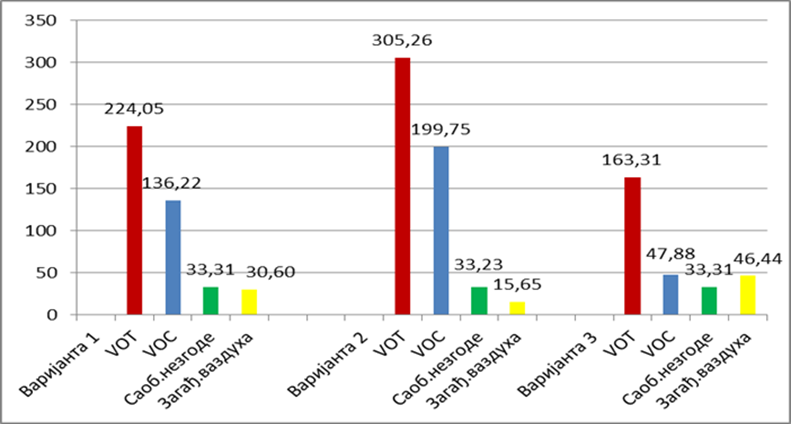 350
300
250
200
150
100
50
0
224,05
136,22
33,31
30,60
305,26
199,75
33,23
15,65
163,31
47,88
33,31
46,44
Варијанта 1
VOT
VOC
Саоб.незгоде
Загађ.ваздуха
Варијанта 2
VOT
VOC
Саоб.незгоде
Загађ.ваздуха
Варијанта 3
VOT
VOC
Саоб.незгоде
Загађ.ваздуха